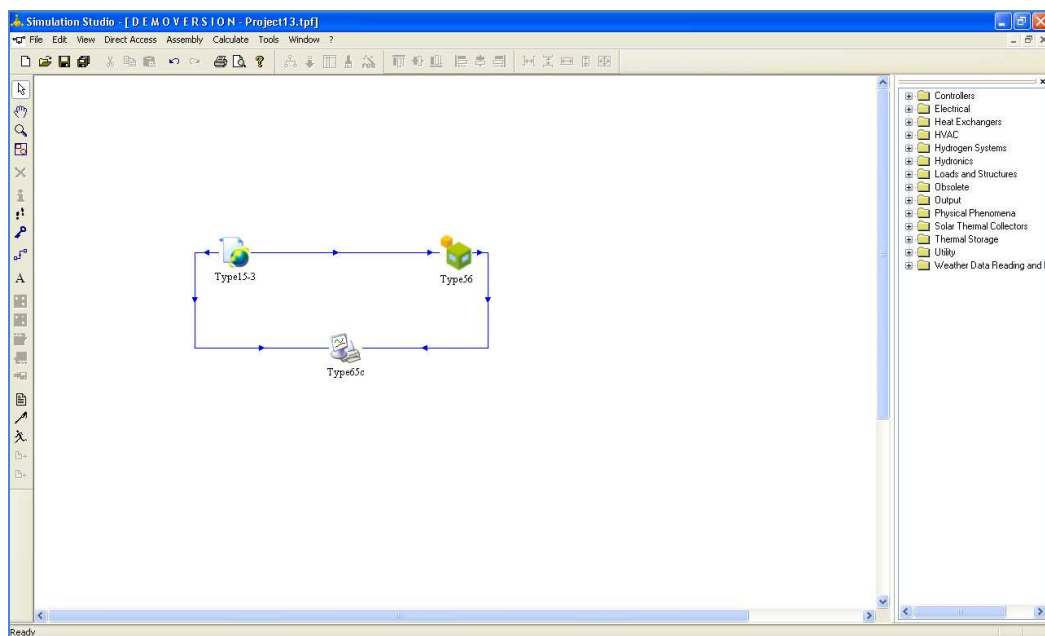 Simulation Studio - [ D E M O V E R S I O N - Project13.tpf]
File Edit View Direct Access Assembly Calculate Tools Window ?
Controllers
Electrical
Heat Exchangers
HVAC
Hydrogen Systems
Hydronics
Loads and Structures
Obsolete
Output
Physical Phenomena
Solar Thermal Collectors
Thermal Storage
Utility
Weather Data Reading and
A
Type15-3
Type56
Type65c
Ready